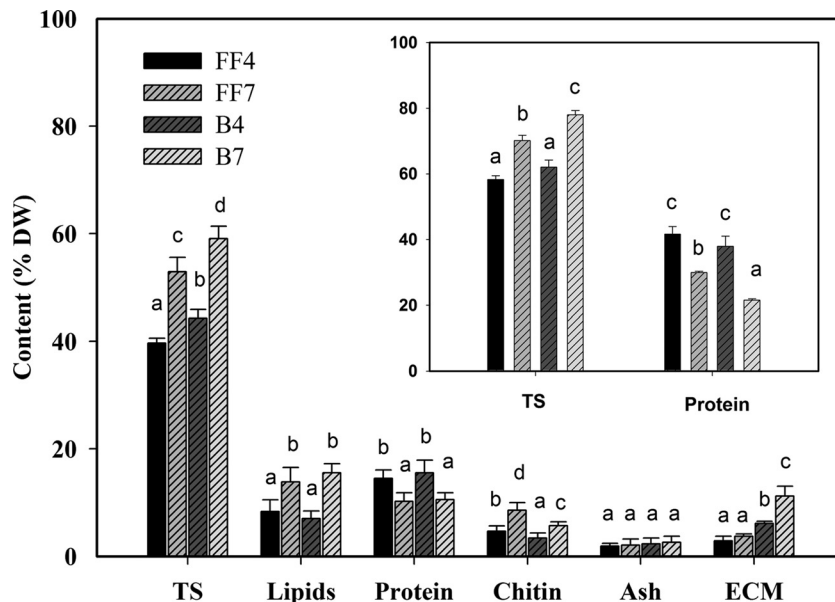 Content (% DW)
100
80
60
40
20
0
FF4
FF7
B4
B7
a c b d
a b a b
b a b a
b d a c
a a a a
a a b c
TS Lipids Protein Chitin Ash ECM
100
80
60
40
20
0
a b a c
c b c a
TS Protein